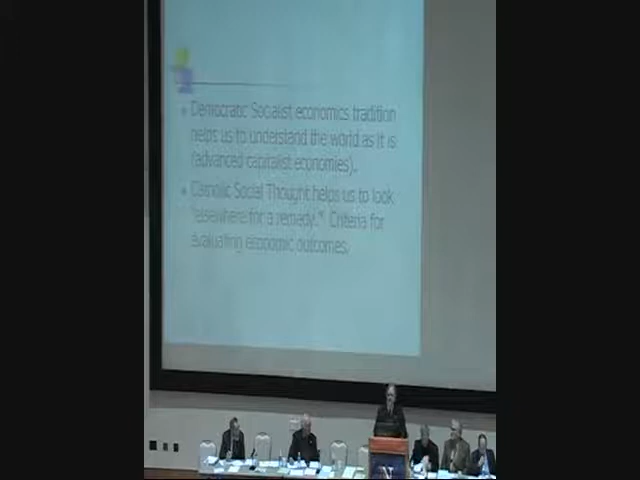 Democratic Socialist economics tradition
helps us to understand the world as it is
(advanced capitalist economies).
Catholic Social Thought helps us to look
"elsewhere for a remedy." Criteria for
evaluating economic outcomes.
V